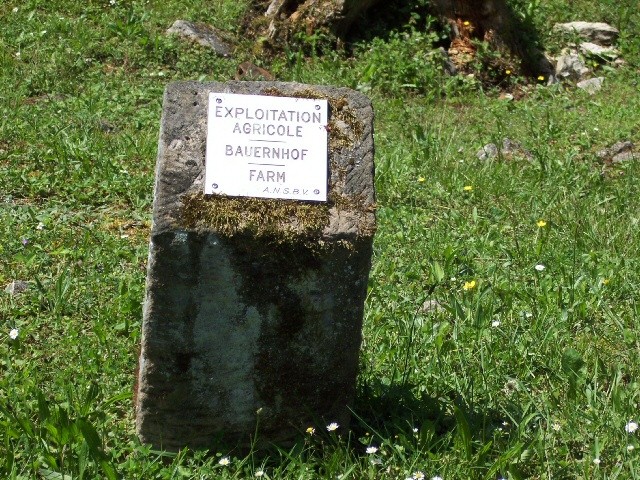 EXPLOITATION
AGRICOLE
BAUERNHOF
FARM
A.N.S.B.V.